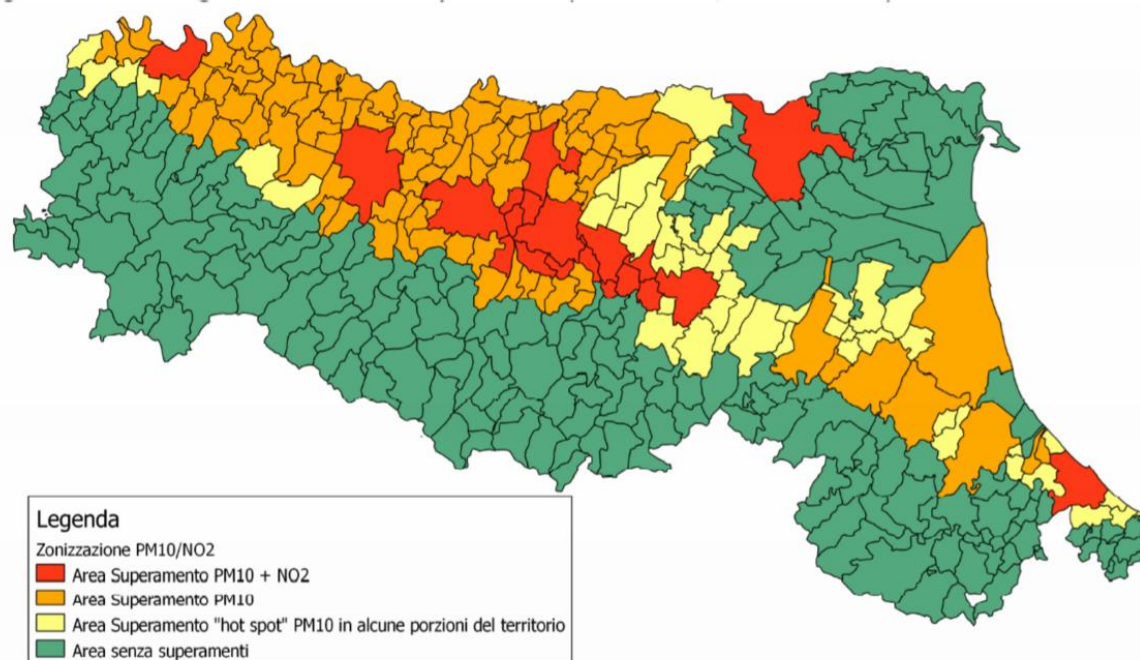 Legenda
Zonizzazione PM10/NO2
Area Superamento PM10 + NO2
Area Superamento PM10
Area Superamento "hot spot" PM10 in alcune porzioni del territorio
Area senza superamenti